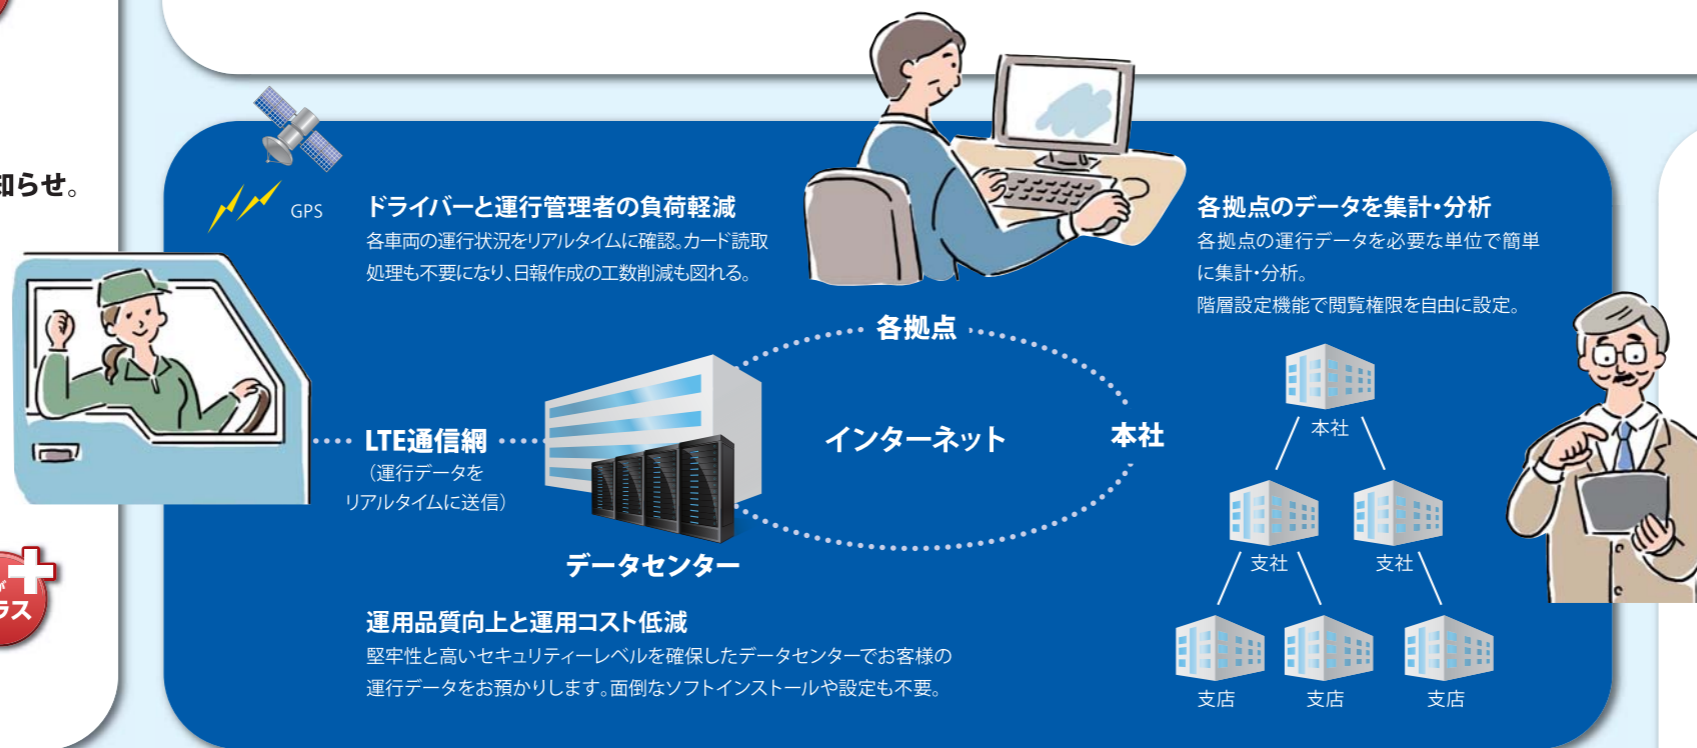 知らせ。
ラス
GPS
ドライバーと運行管理者の負荷軽減
各車両の運行状況をリアルタイムに確認。カード読取
処理も不要になり、日報作成の工数削減も図れる。
各拠点のデータを集計・分析
各拠点の運行データを必要な単位で簡単
に集計・分析。
階層設定機能で閲覧権限を自由に設定。
各拠点
LTE通信網
（運行データを
リアルタイムに送信）
インターネット
本社
データセンター
本社
支社
支社
支店
支店
支店
運用品質向上と運用コスト低減
堅牢性と高いセキュリティーレベルを確保したデータセンターでお客様の
運行データをお預かりします。面倒なソフトインストールや設定も不要。